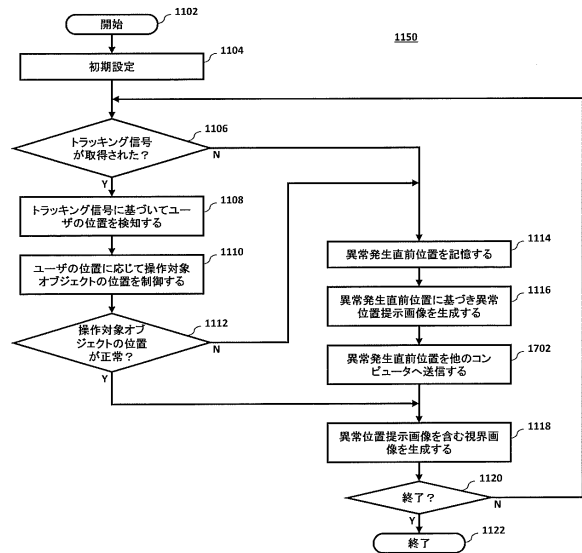 開始
1102
1150
1104
初期設定
1106
トラッキング信号
が取得された?
N
Y
1108
トラッキング信号に基づいてユー
ザの位置を検知する
1110
ユーザの位置に応じて操作対象
オブジェクトの位置を制御する
1112
操作対象オブ
ジェクトの位置
が正常?
N
Y
1114
異常発生直前位置を記憶する
1116
異常発生直前位置に基づき異常
位置提示画像を生成する
1702
異常発生直前位置を他のコン
ピュータへ送信する
1118
異常位置提示画像を含む視界画
像を生成する
1120
終了?
N
Y
1122
終了